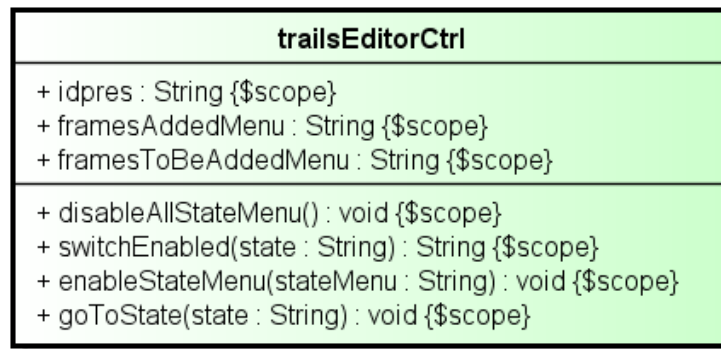 trailsEditorCtrl
+ idpres : String {$scope}
+ framesAddedMenu : String {$scope}
+ framesToBeAddedMenu : String {$scope}
+ disableAllStateMenu() : void {$scope}
+ switchEnabled(state : String) : String {$scope}
+ enableStateMenu(stateMenu : String) : void {$scope}
+ goToState(state : String) : void {$scope}